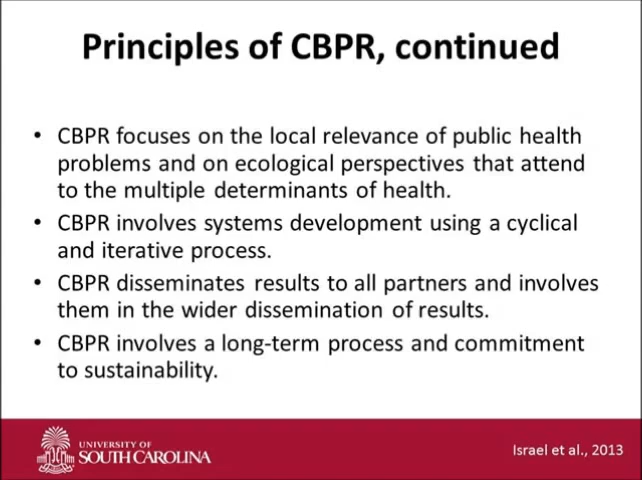 Principles of CBPR, continued
• CBPR focuses on the local relevance of public health
problems and on ecological perspectives that attend
to the multiple determinants of health.
• CBPR involves systems development using a cyclical
and iterative process.
• CBPR disseminates results to all partners and involves
them in the wider dissemination of results.
• CBPR involves a long-term process and commitment
to sustainability.
UNIVERSITY OF
SOUTH CAROLINA
Israel et al., 2013